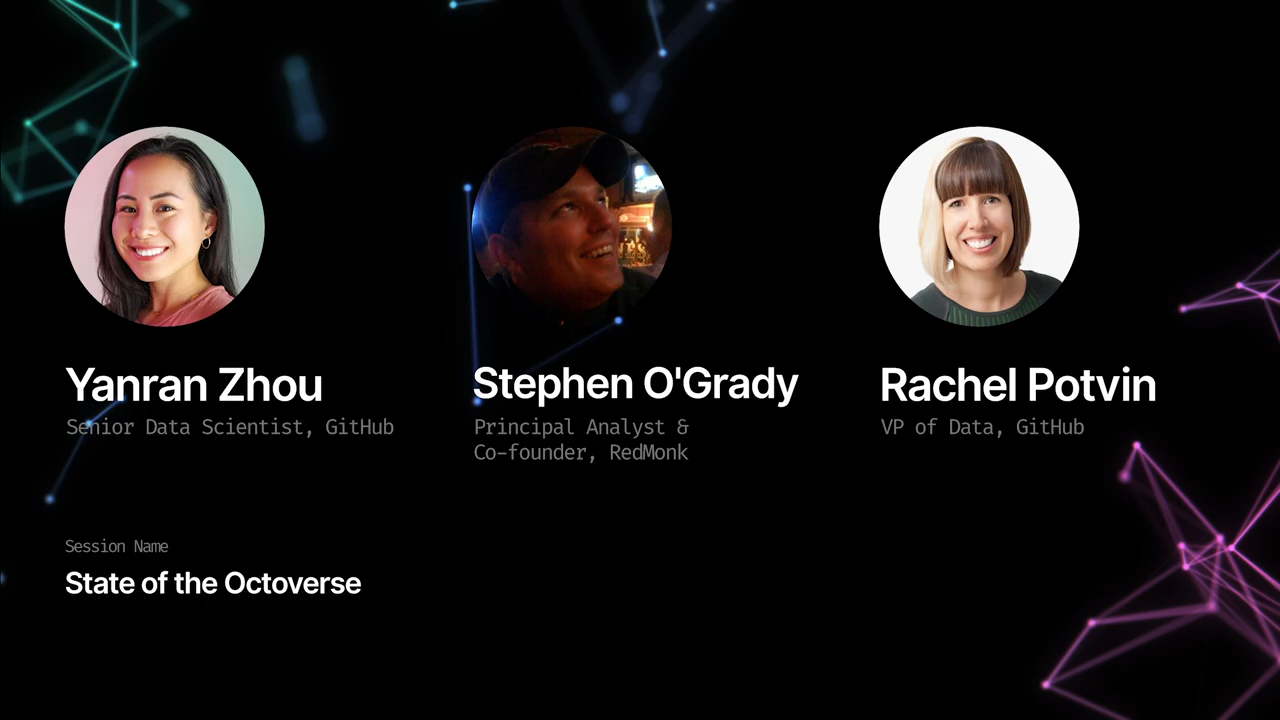 Yanran Zhou
Senior Data Scientist, GitHub
Stephen O'Grady
Principal Analyst &
Co-founder, RedMonk
Rachel Potvin
VP of Data, GitHub
Session Name
State of the Octoverse